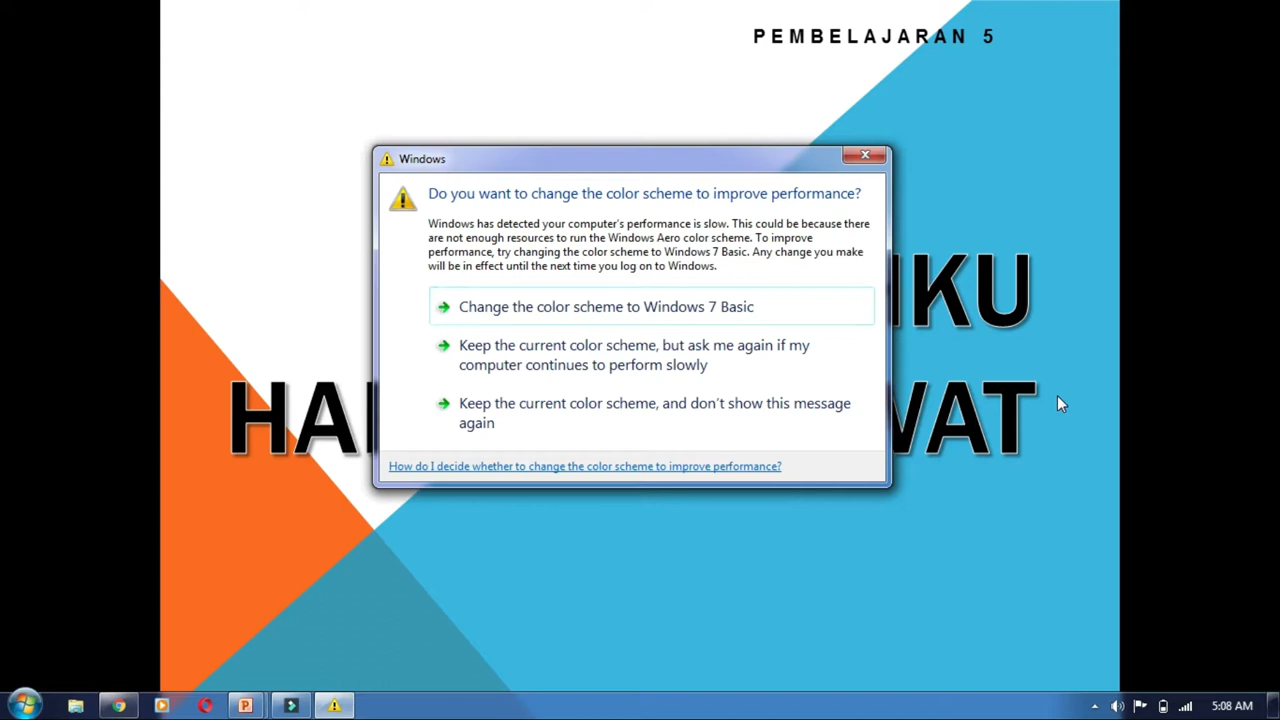 PEMBELAJARAN 5
Windows
Do you want to change the color scheme to improve performance?
Windows has detected your computer's performance is slow. This could be because there
are not enough resources to run the Windows Aero color scheme. To improve
performance, try changing the color scheme to Windows 7 Basic. Any change you make
will be in effect until the next time you log on to Windows.
Change the color scheme to Windows 7 Basic
Keep the current color scheme, but ask me again if my
computer continues to perform slowly
Keep the current color scheme, and don't show this message
again
How do I decide whether to change the color scheme to improve performance?
5:08 AM